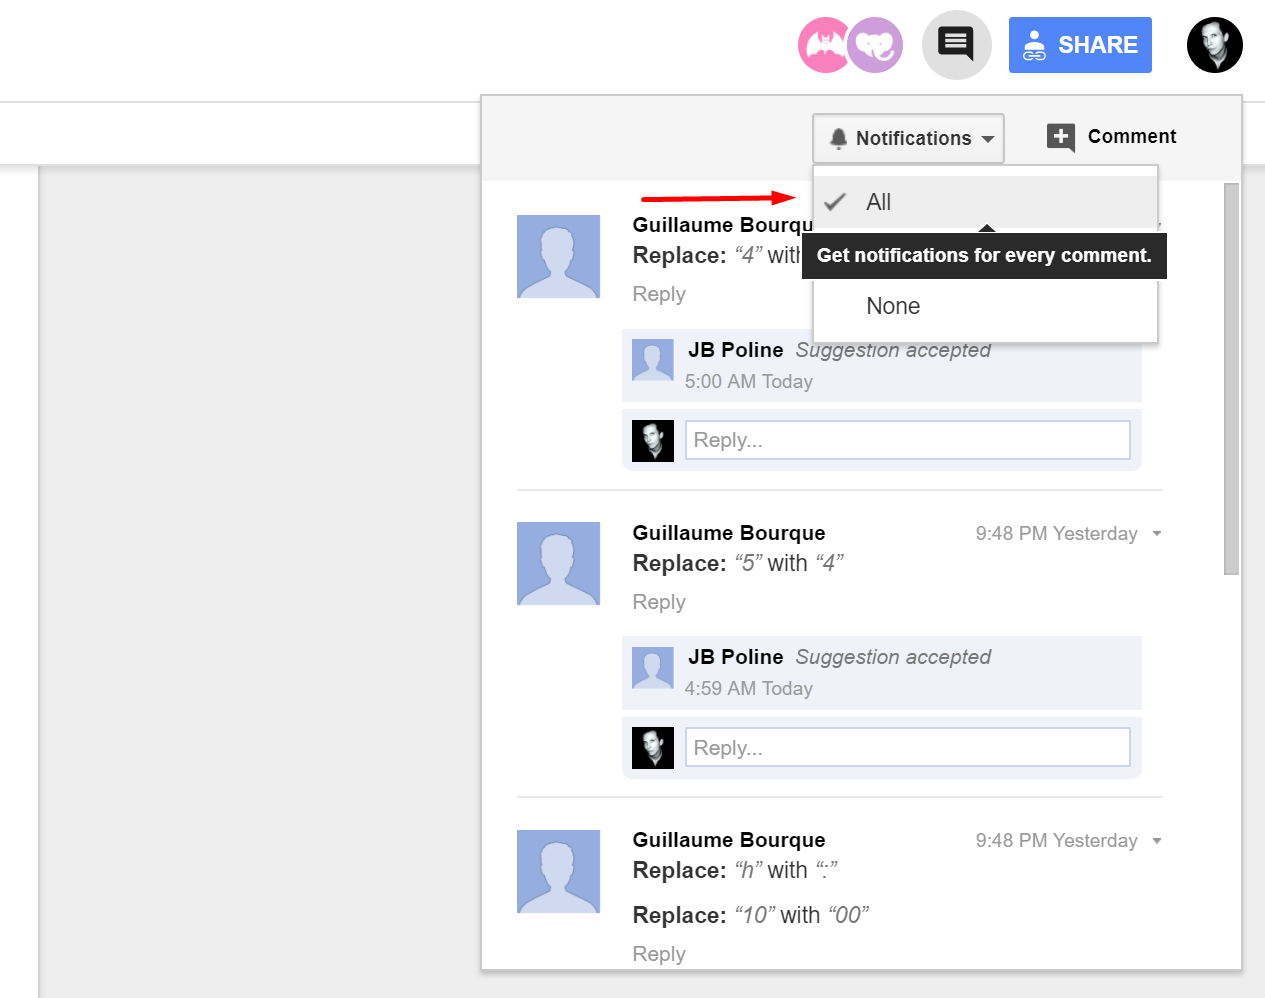 SHARE
Notifications
Comment
All
Get notifications for every comment.
None
Guillaume Bourqu
Replace: “4” with
Reply
JB Poline Suggestion accepted
5:00 AM Today
Reply...
Guillaume Bourque 9:48 PM Yesterday
Replace: “5” with “4”
Reply
JB Poline Suggestion accepted
4:59 AM Today
Reply...
Guillaume Bourque 9:48 PM Yesterday
Replace: “h” with “:”
Replace: “10” with “00”
Reply